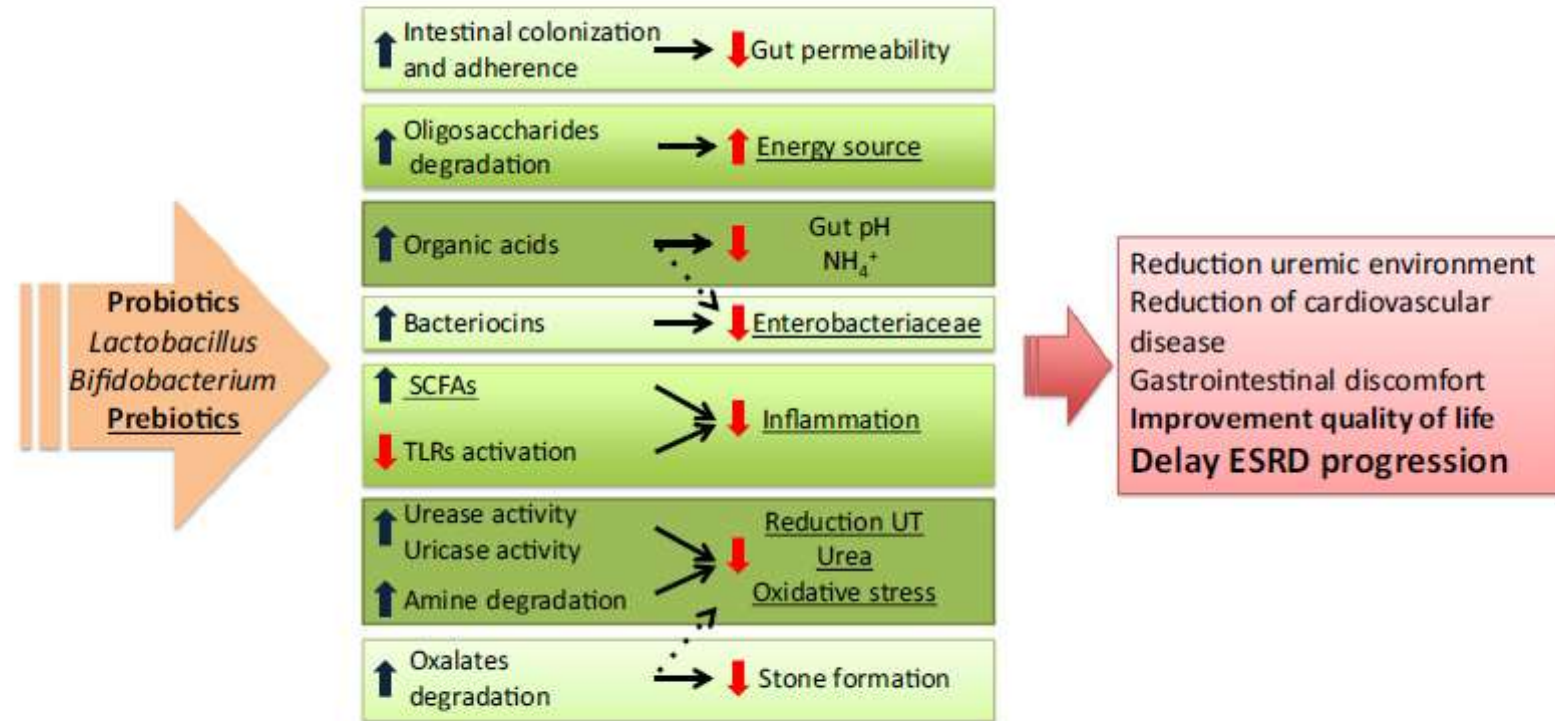 Probiotics
Lactobacillus
Bifidobacterium
Prebiotics
Intestinal colonization
and adherence
Gut permeability
Oligosaccharides
degradation
Energy source
Organic acids
Gut pH
NH₄⁺
Bacteriocins
Enterobacteriaceae
SCFAs
TLRs activation
Inflammation
Urease activity
Uricase activity
Amine degradation
Reduction UT
Urea
Oxidative stress
Oxalates
degradation
Stone formation
Reduction uremic environment
Reduction of cardiovascular
disease
Gastrointestinal discomfort
Improvement quality of life
Delay ESRD progression